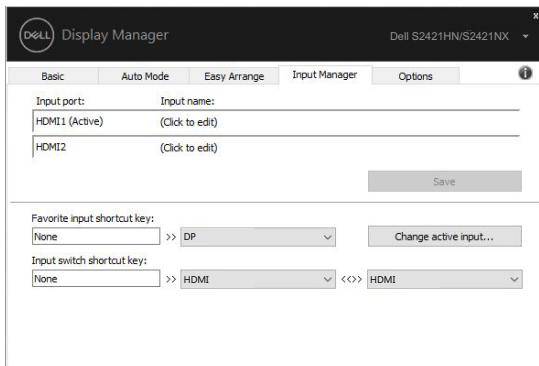 x
DELL Display Manager Dell S2421HN/S2421NX
Basic Auto Mode Easy Arrange Input Manager Options
Input port: Input name:
HDMI1 (Active) (Click to edit)
HDMI2 (Click to edit)
Save
Favorite input shortcut key:
None >> DP Change active input...
Input switch shortcut key:
None >> HDMI <<>> HDMI